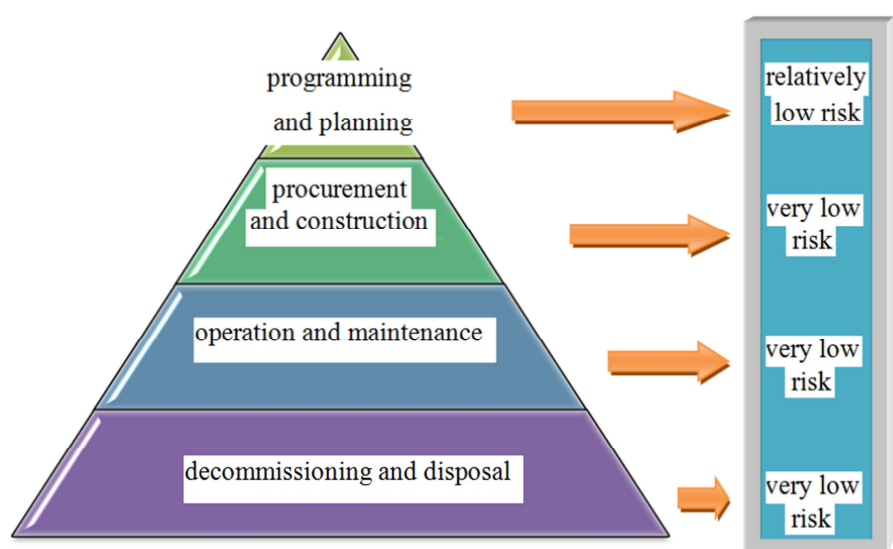 programming
and planning
relatively
low risk
procurement
and construction
very low
risk
operation and maintenance
very low
risk
decommissioning and disposal
very low
risk